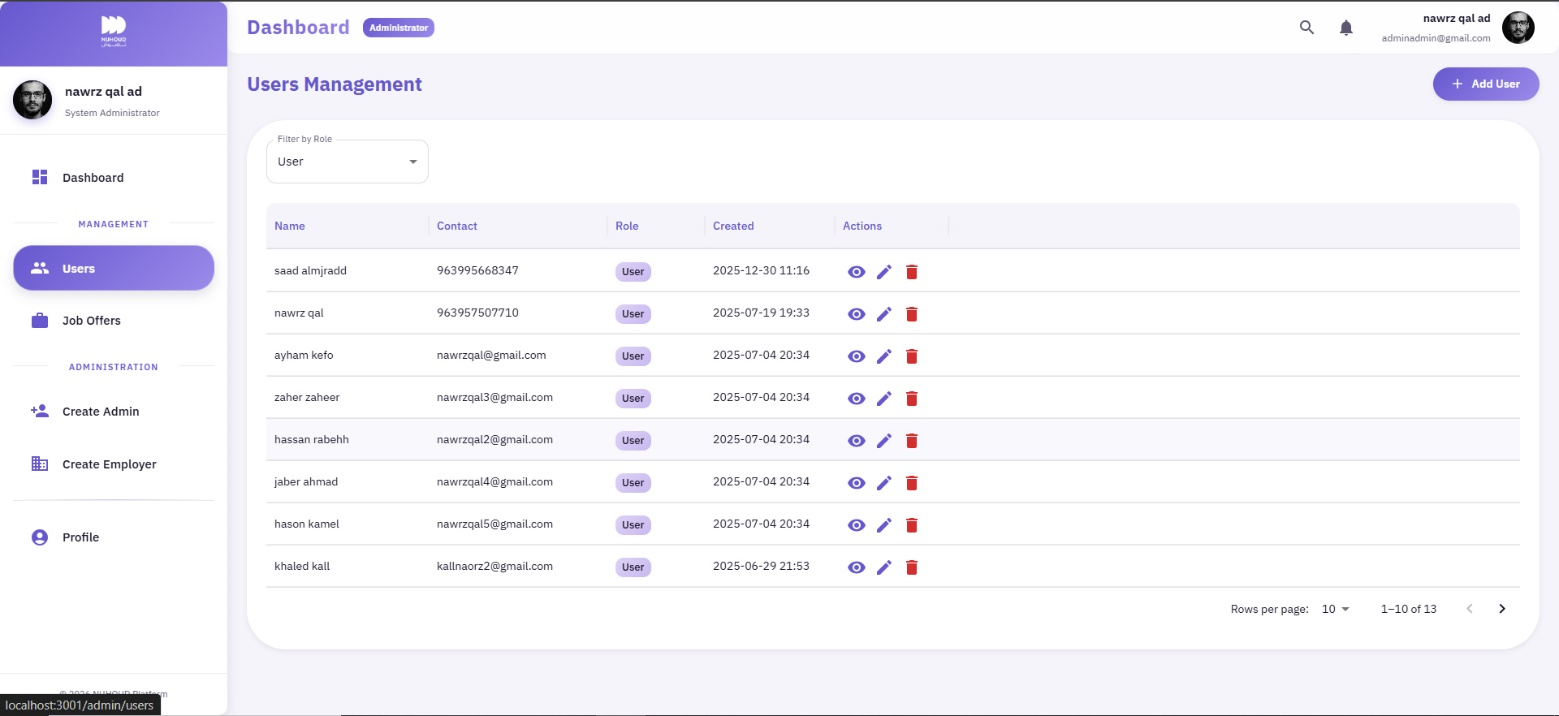 NUHOUD
Dashboard Administrator
nawrz qal ad
adminadmin@gmail.com
nawrz qal ad
System Administrator
Dashboard
MANAGEMENT
Users
Job Offers
ADMINISTRATION
Create Admin
Create Employer
Profile
© 2026 NUHOUD Platform
localhost:3001/admin/users
Users Management
+ Add User
Filter by Role
User
Name Contact Role Created Actions
saad almjradd 963995668347 User 2025-12-30 11:16
nawrz qal 963957507710 User 2025-07-19 19:33
ayham kefo nawrzqal@gmail.com User 2025-07-04 20:34
zaher zaheer nawrzqal3@gmail.com User 2025-07-04 20:34
hassan rabehh nawrzqal2@gmail.com User 2025-07-04 20:34
jaber ahmad nawrzqal4@gmail.com User 2025-07-04 20:34
hason kamel nawrzqal5@gmail.com User 2025-07-04 20:34
khaled kall kallnaorz2@gmail.com User 2025-06-29 21:53
Rows per page: 10 1–10 of 13